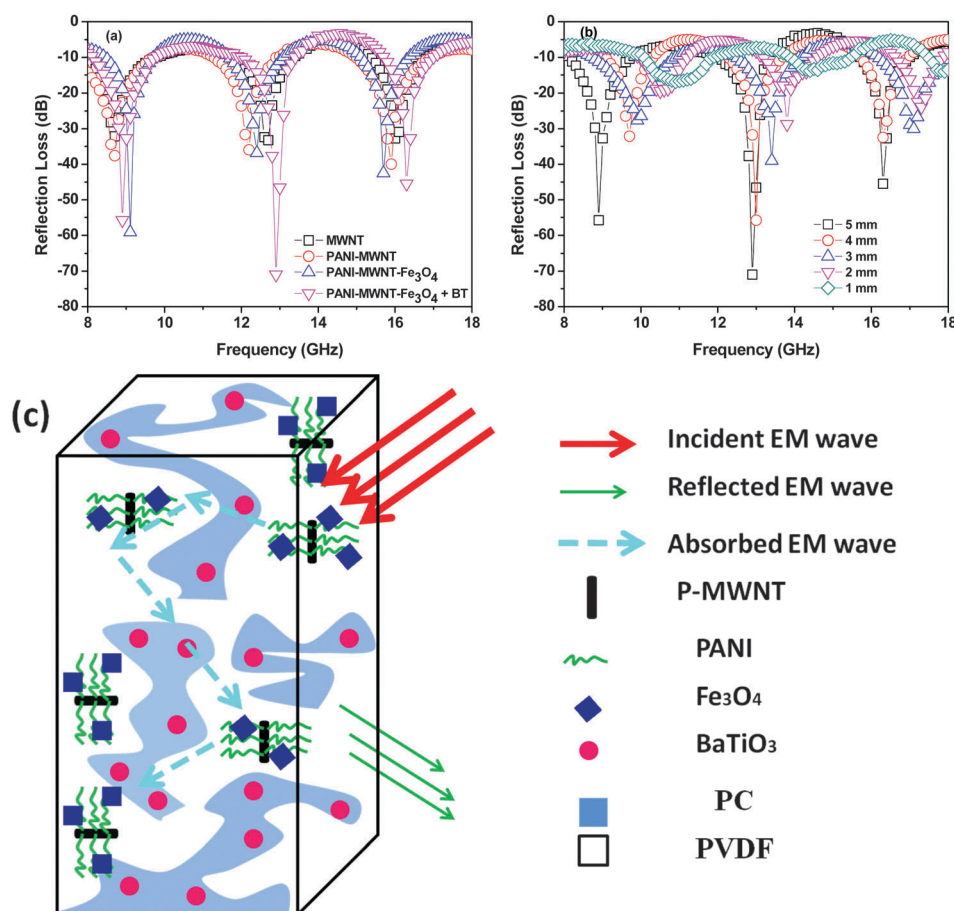 (a)
0
-10
-20
-30
-40
-50
-60
-70
-80
Reflection Loss (dB)
8 10 12 14 16 18
Frequency (GHz)
MWNT
PANI-MWNT
PANI-MWNT-Fe₃O₄
PANI-MWNT-Fe₃O₄ + BT
(b)
0
-10
-20
-30
-40
-50
-60
-70
-80
Reflection Loss (dB)
8 10 12 14 16 18
Frequency (GHz)
5 mm
4 mm
3 mm
2 mm
1 mm
(c)
Incident EM wave
Reflected EM wave
Absorbed EM wave
P-MWNT
PANI
Fe₃O₄
BaTiO₃
PC
PVDF